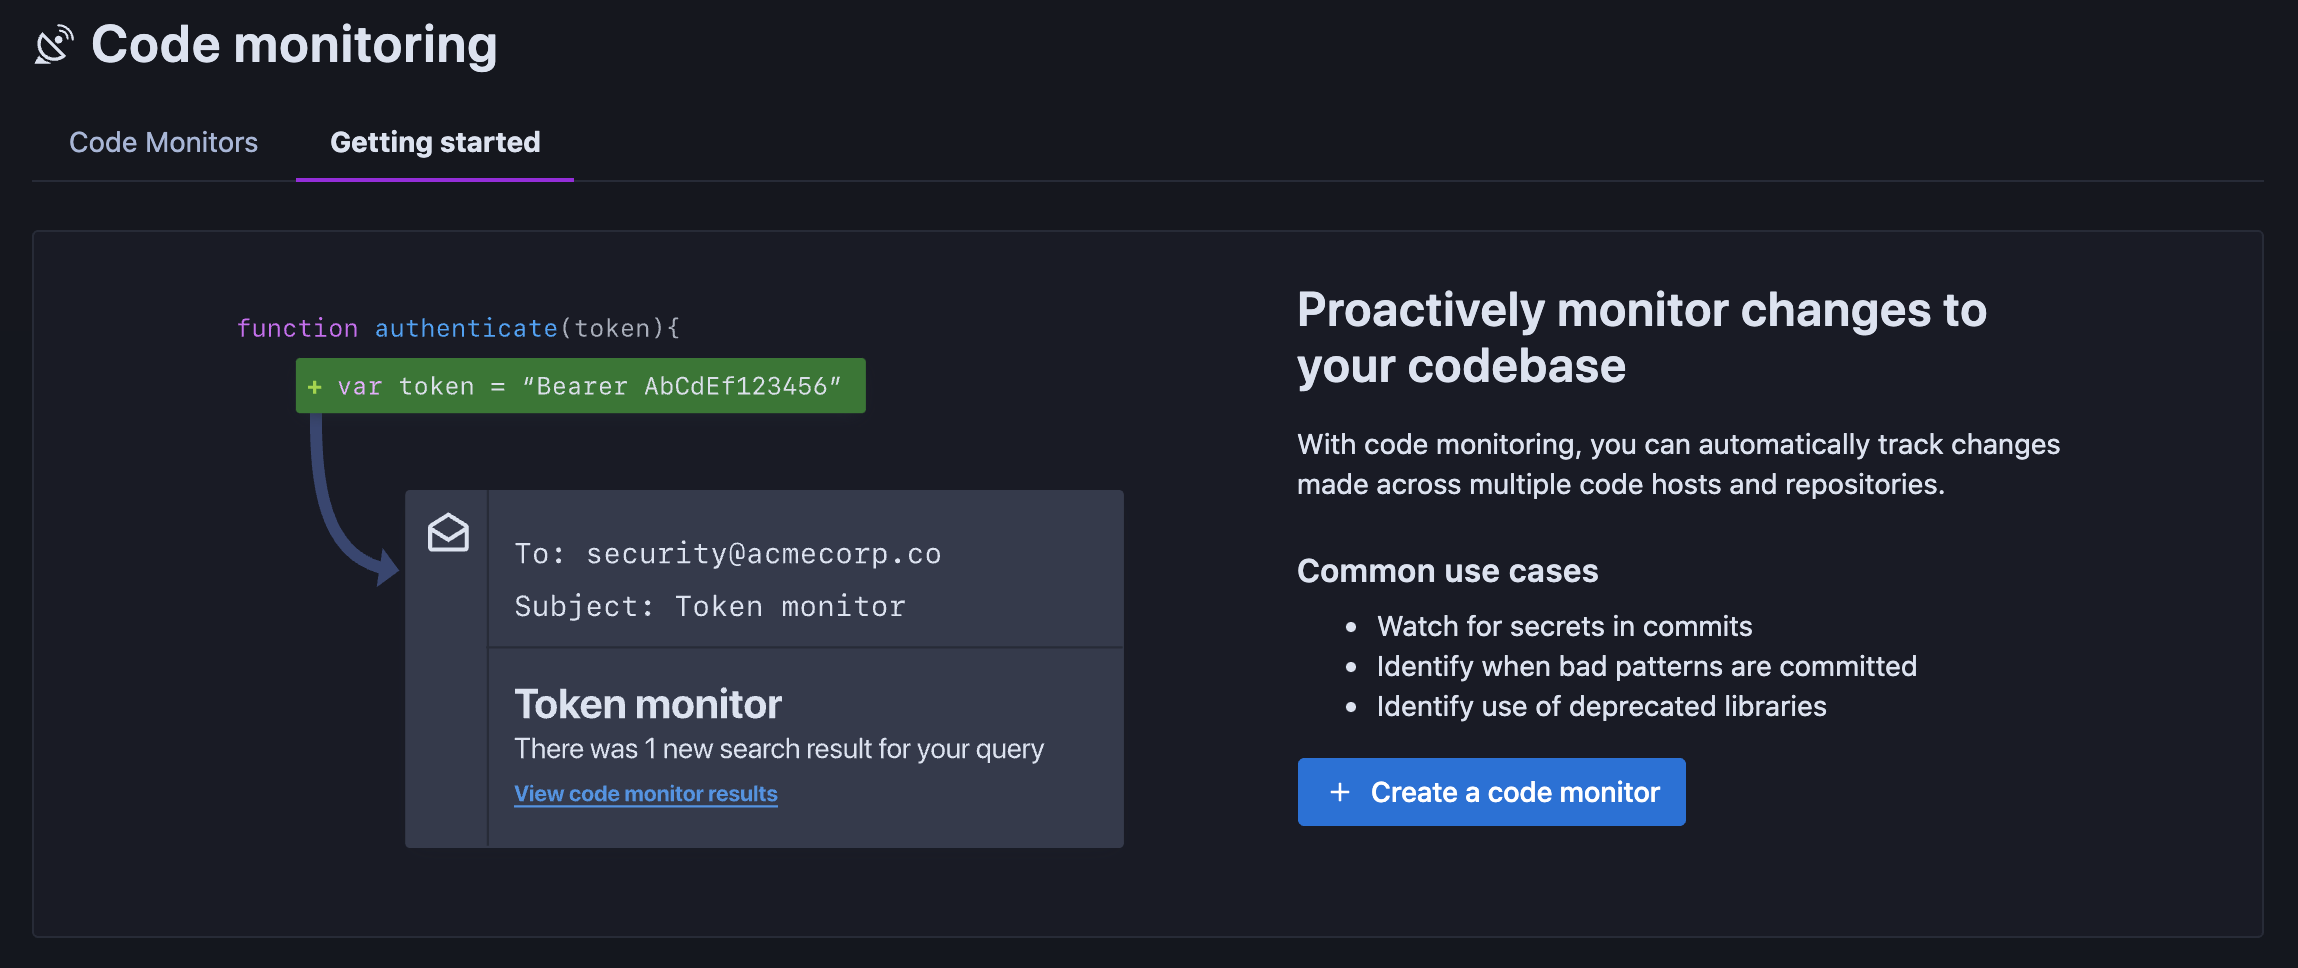 Code monitoring
Code Monitors
Getting started
function authenticate(token){
+ var token = “Bearer AbCdEf123456”
To: security@acmecorp.co
Subject: Token monitor
Token monitor
There was 1 new search result for your query
View code monitor results
Proactively monitor changes to
your codebase
With code monitoring, you can automatically track changes
made across multiple code hosts and repositories.
Common use cases
• Watch for secrets in commits
• Identify when bad patterns are committed
• Identify use of deprecated libraries
+ Create a code monitor